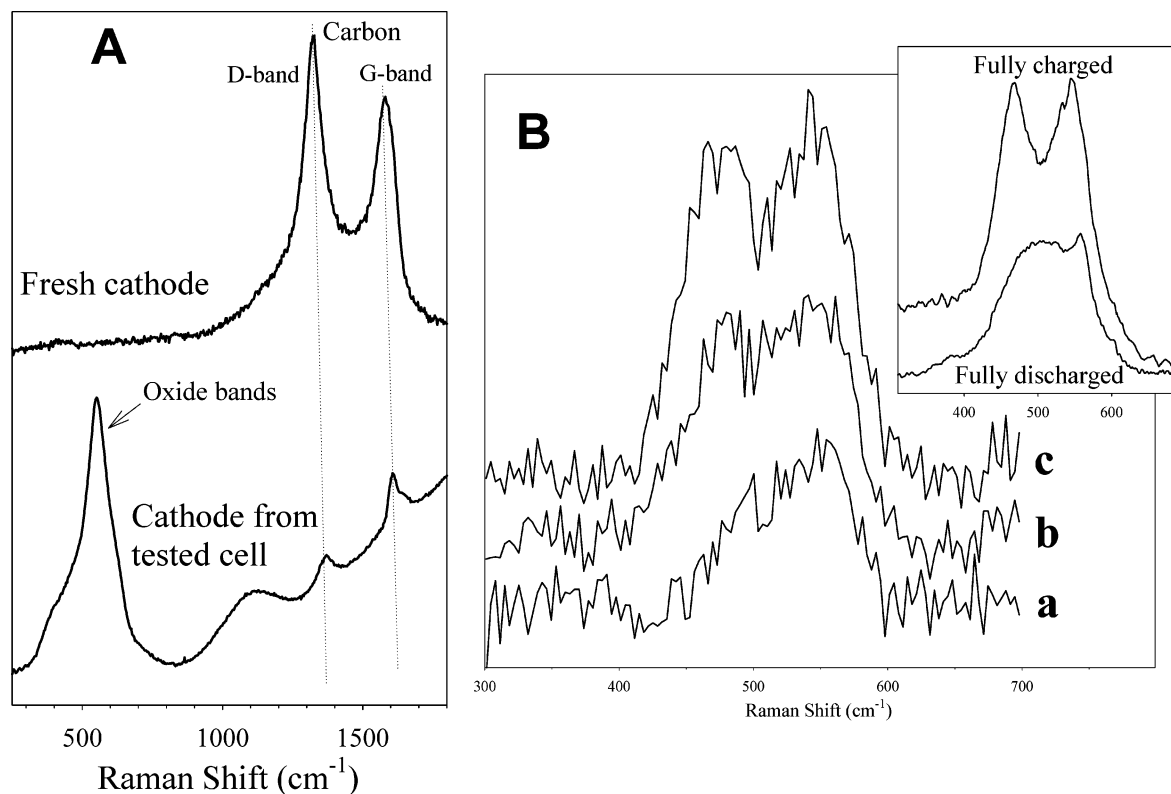 A
Carbon
D-band
G-band
Fresh cathode
Oxide bands
Cathode from
tested cell
500
1000
1500
Raman Shift (cm⁻¹)
B
c
b
a
300
400
500
600
700
Raman Shift (cm⁻¹)
Fully charged
Fully discharged
400
500
600